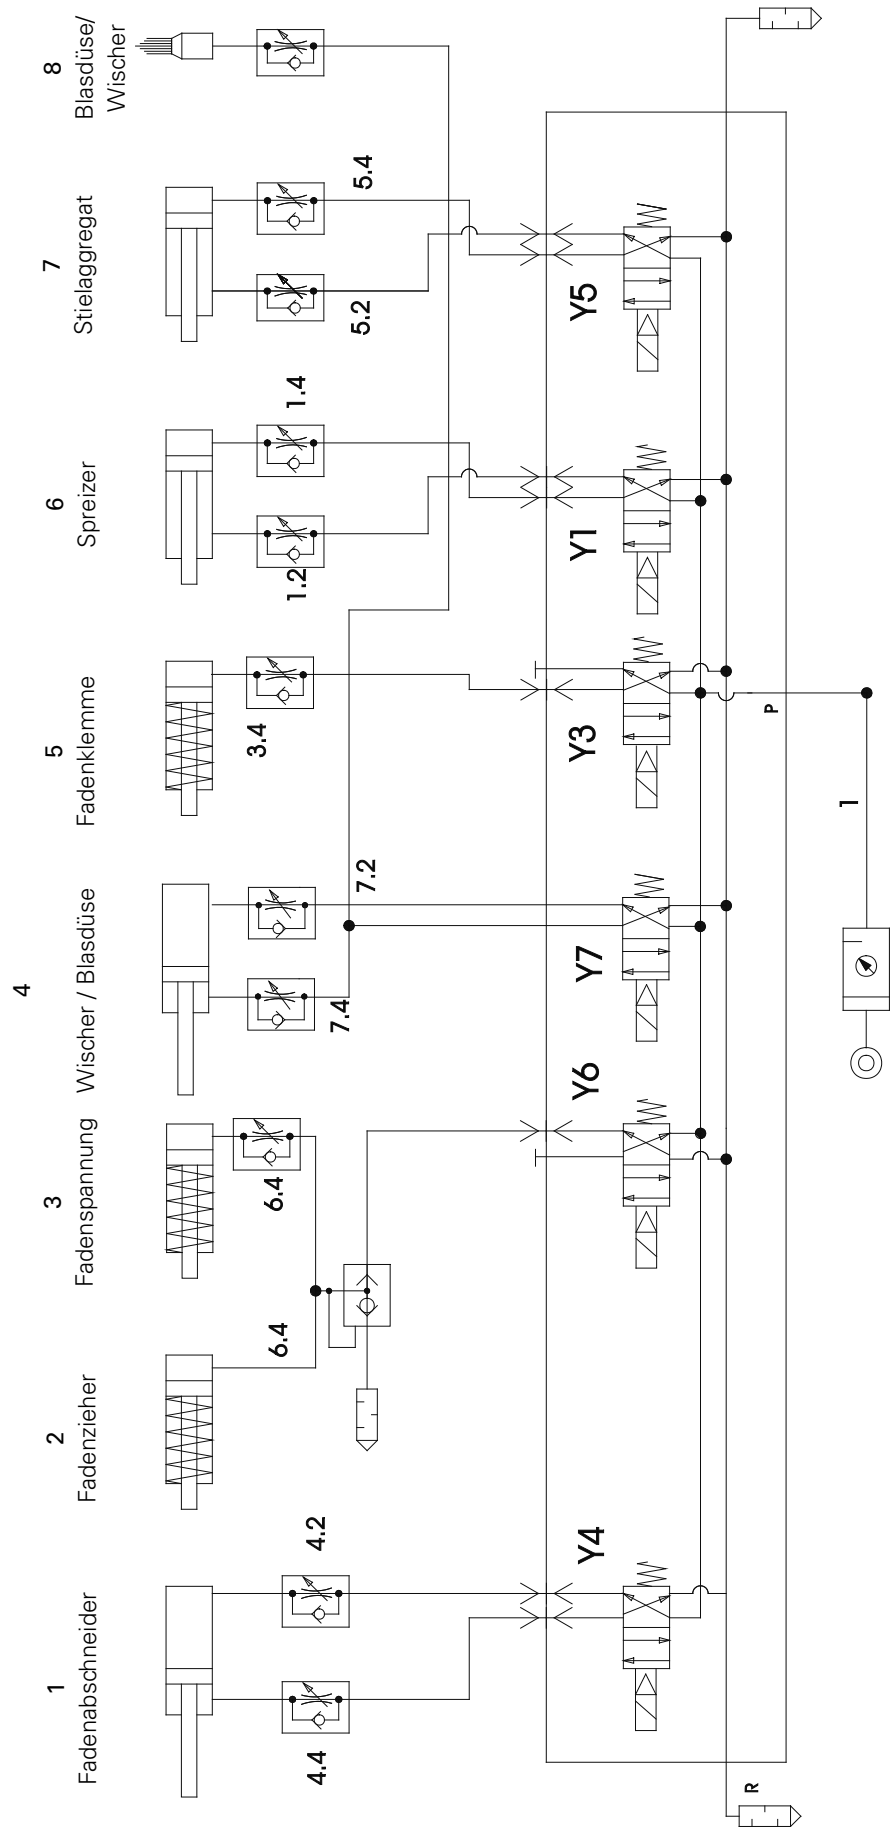 1
Fadenabschneider
2
Fadenzieher
3
Fadenspannung
4
Wischer / Blasdüse
5
Fadenklemme
6
Spreizer
7
Stielaggregat
8
Blasdüse/
Wischer
4.4
4.2
6.4
6.4
7.4
7.2
3.4
1.2
1.4
5.2
5.4
Y4
Y6
Y7
Y3
Y1
Y5
R
P
1